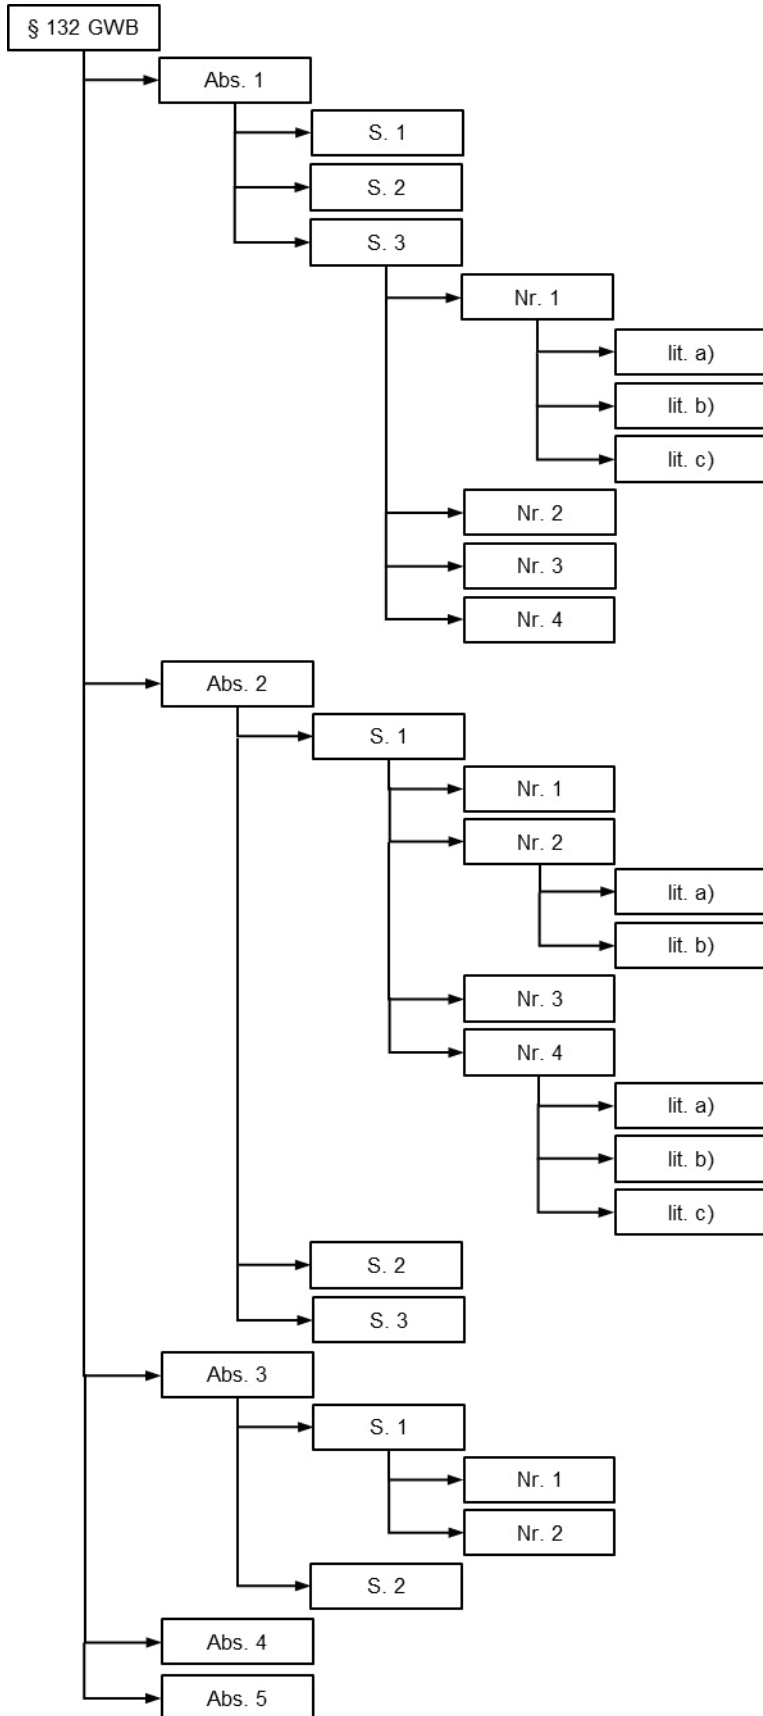 § 132 GWB
Abs. 1
S. 1
S. 2
S. 3
Nr. 1
lit. a)
lit. b)
lit. c)
Nr. 2
Nr. 3
Nr. 4
Abs. 2
S. 1
Nr. 1
Nr. 2
lit. a)
lit. b)
Nr. 3
Nr. 4
lit. a)
lit. b)
lit. c)
S. 2
S. 3
Abs. 3
S. 1
Nr. 1
Nr. 2
S. 2
Abs. 4
Abs. 5